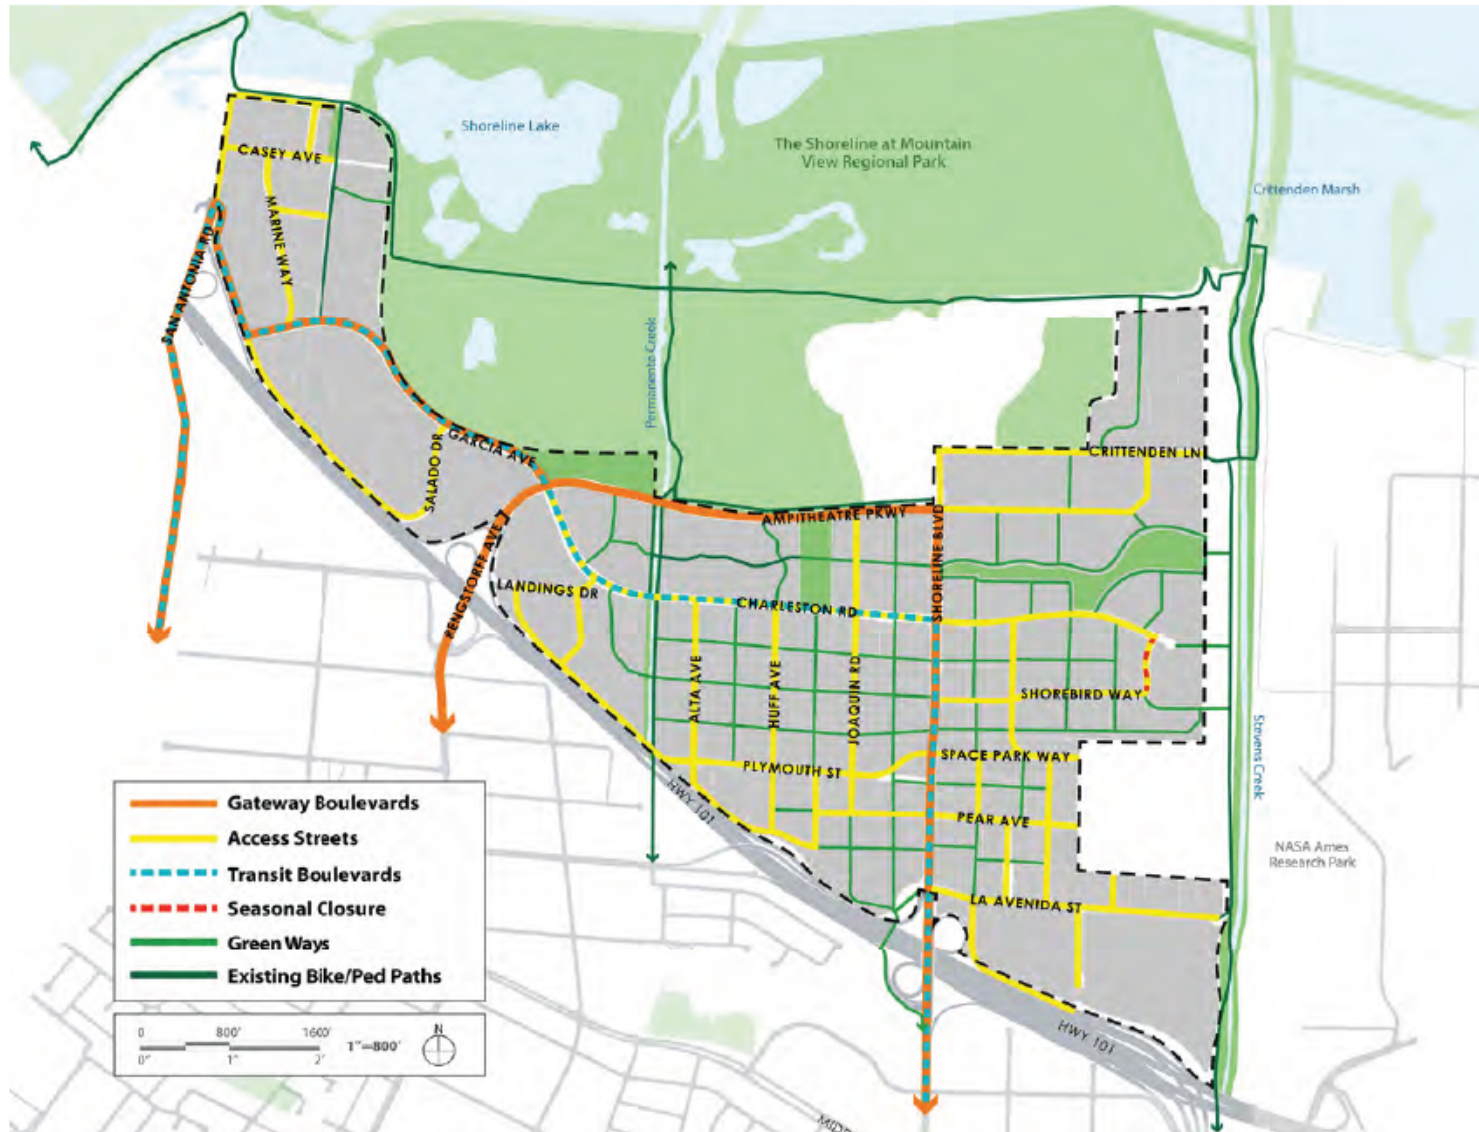 Shoreline Lake
The Shoreline at Mountain
View Regional Park
Crittenden Marsh
CASEY AVE
MARINE WAY
SAN ANTONIA RD
Permanente Creek
SALADO DR
GARCIA AVE
CRITTENDEN LN
AMPITHEATRE PKWY
SHORELINE BLVD
RENGSTORFF AVE
LANDINGS DR
CHARLESTON RD
ALTA AVE
HUFF AVE
JOAQUIN RD
SHOREBIRD WAY
SPACE PARK WAY
PLYMOUTH ST
HWY 101
PEAR AVE
Stevens Creek
NASA Ames
Research Park
LA AVENIDA ST
HWY 101
Gateway Boulevards
Access Streets
Transit Boulevards
Seasonal Closure
Green Ways
Existing Bike/Ped Paths
0 800' 1600'
0" 1" 2"
1"=800'
N